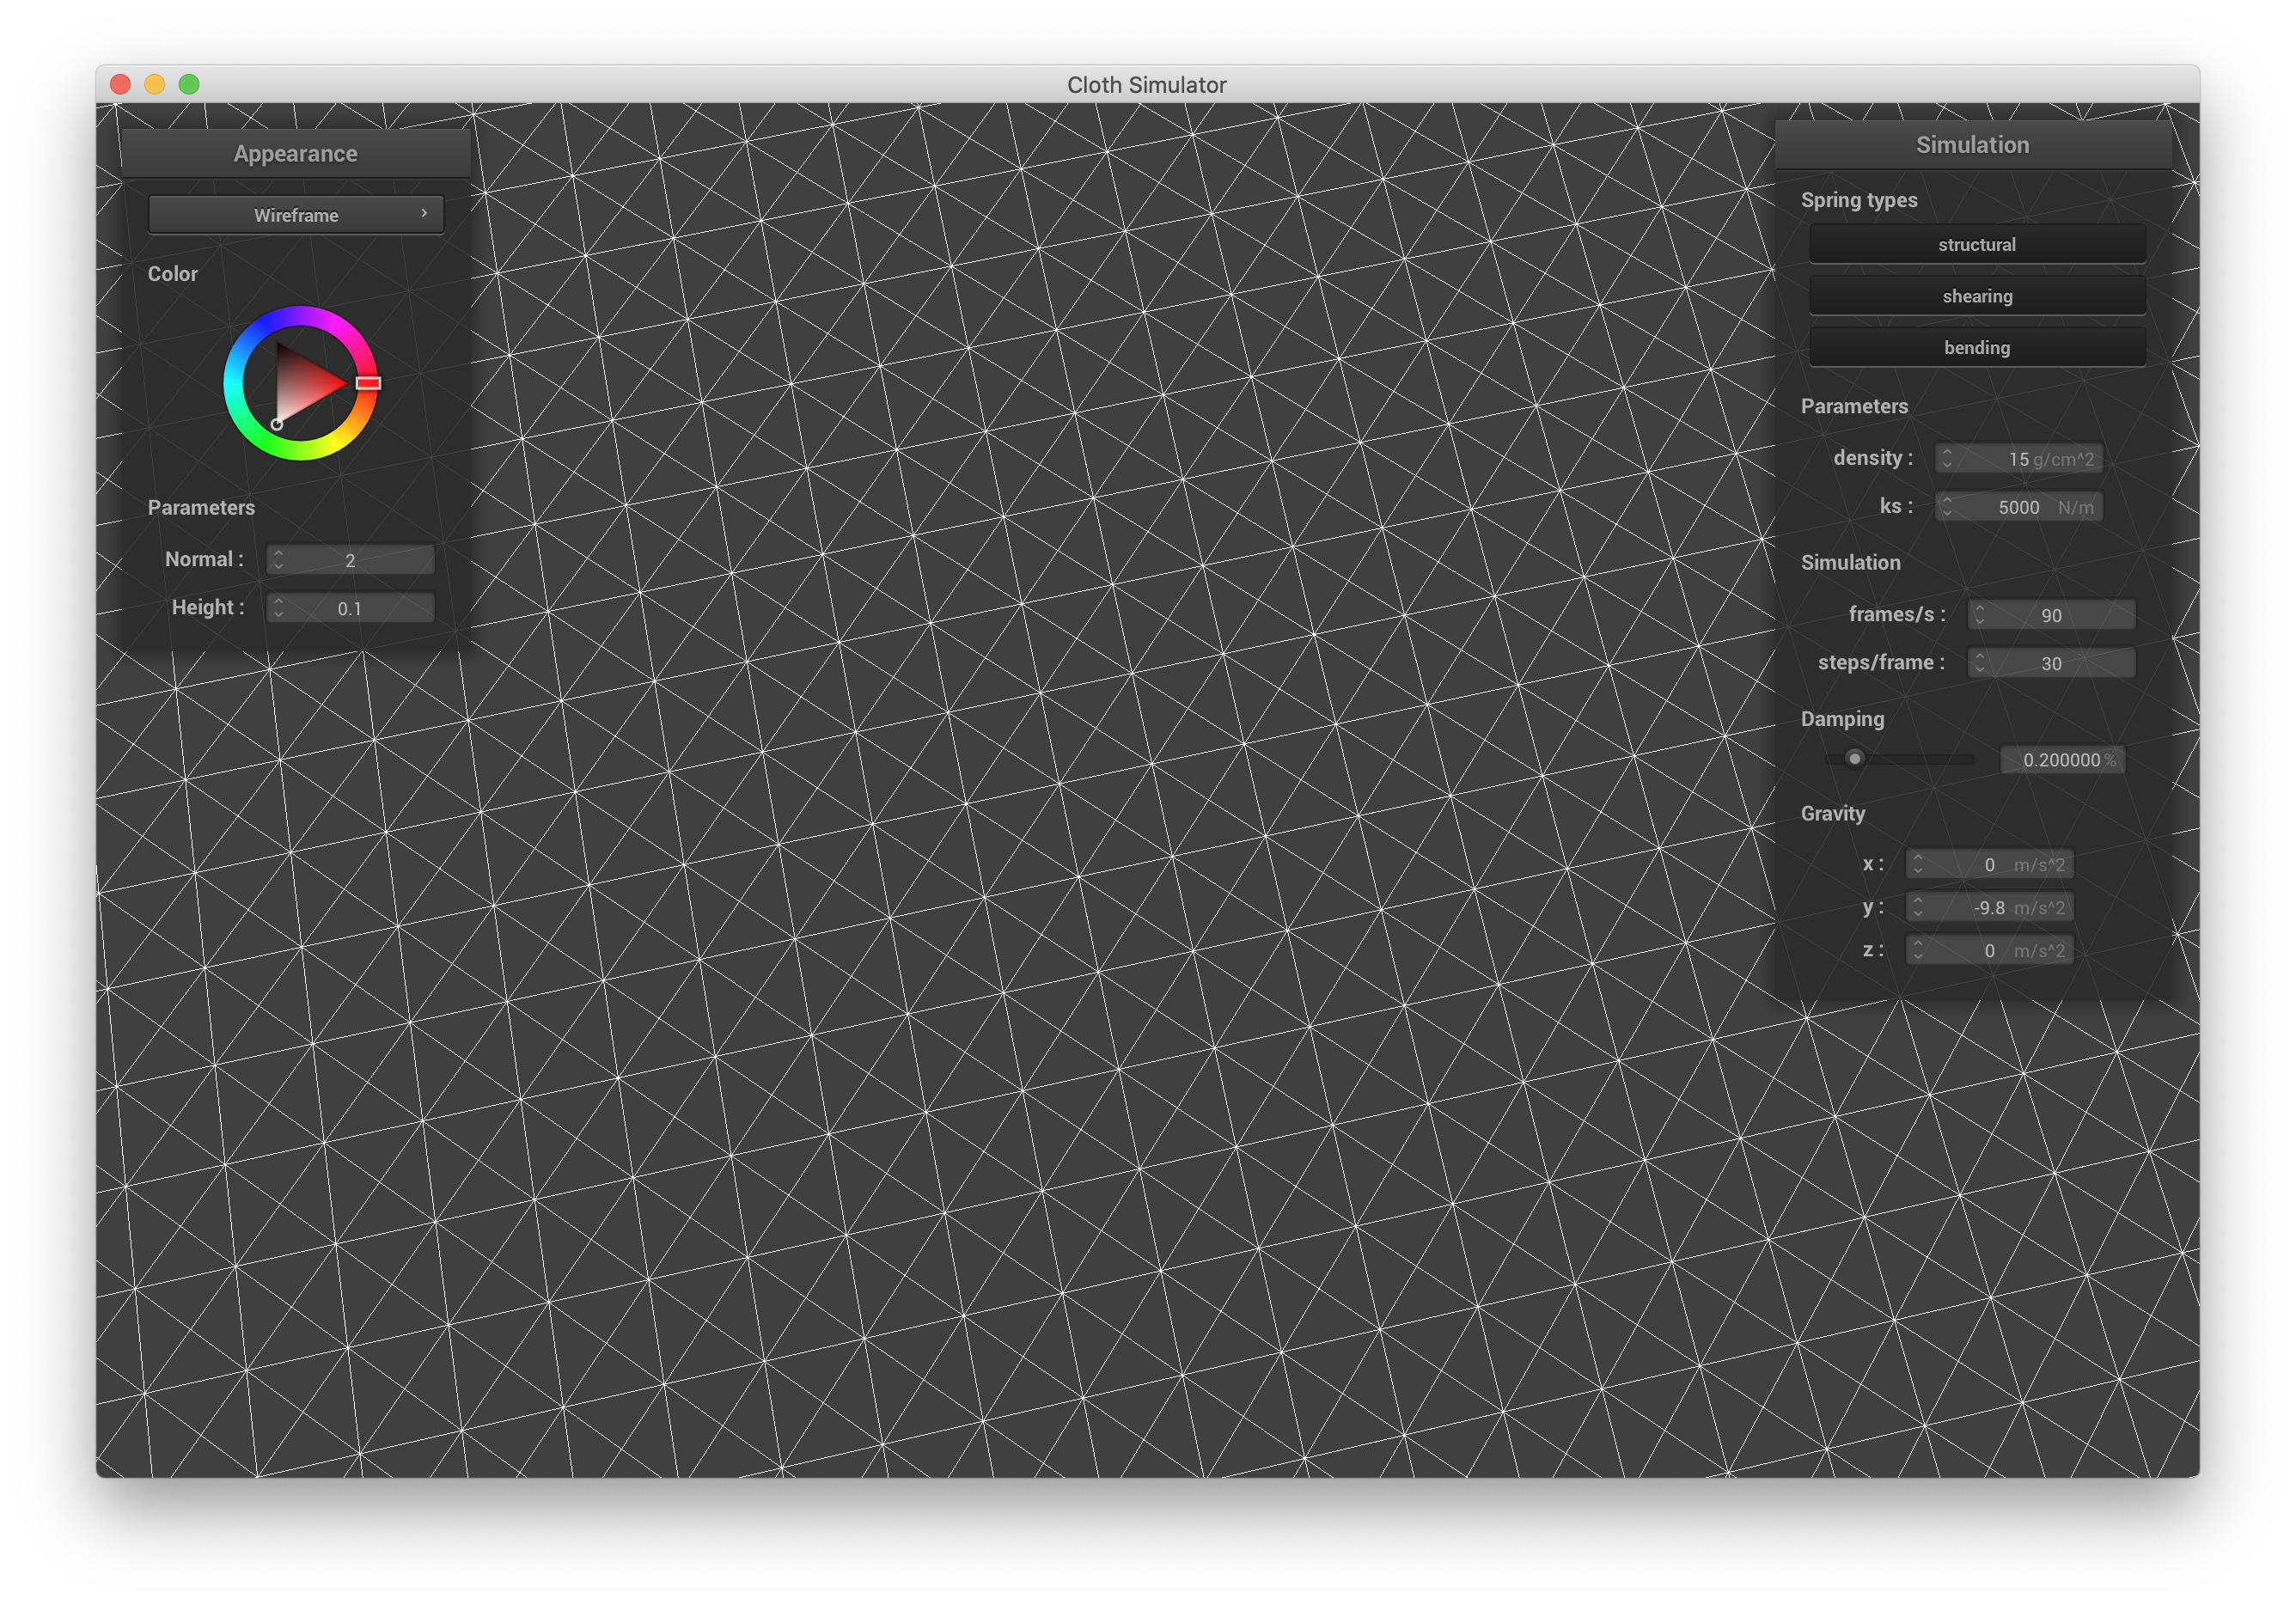 Cloth Simulator
Appearance
Wireframe
Color
Parameters
Normal : 2
Height : 0.1
Simulation
Spring types
structural
shearing
bending
Parameters
density : 15 g/cm^2
ks : 5000 N/m
Simulation
frames/s : 90
steps/frame : 30
Damping
0.200000 %
Gravity
x : 0 m/s^2
y : -9.8 m/s^2
z : 0 m/s^2